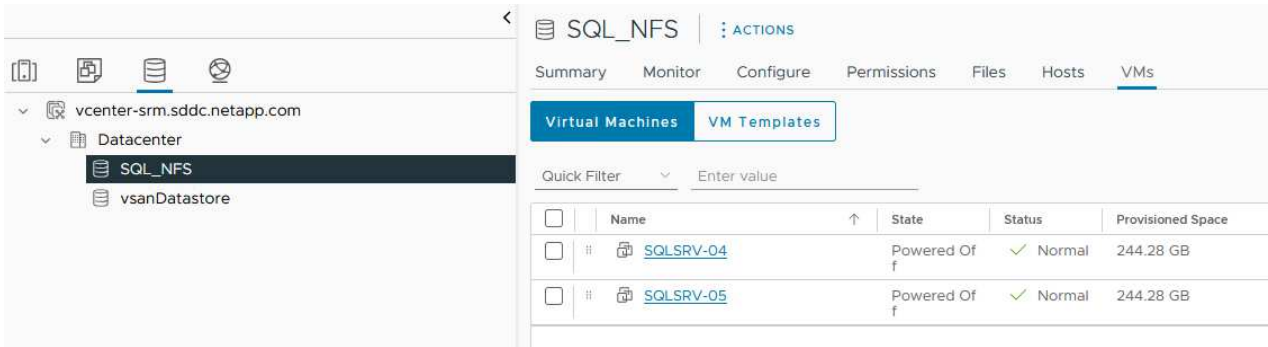 SQL_NFS
ACTIONS
Summary Monitor Configure Permissions Files Hosts VMs
vcenter-srm.sddc.netapp.com
Datacenter
SQL_NFS
vsanDatastore
Virtual Machines VM Templates
Quick Filter Enter value
Name State Status Provisioned Space
SQLSRV-04 Powered Of Normal 244.28 GB
f
SQLSRV-05 Powered Of Normal 244.28 GB
f